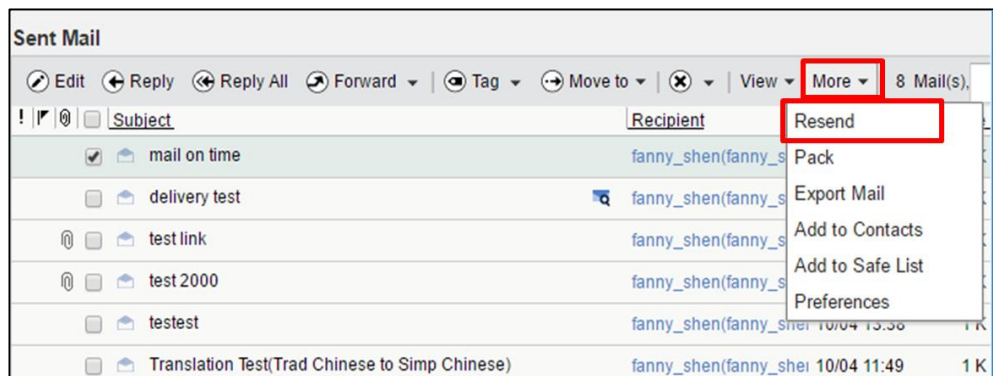 Sent Mail
Edit Reply Reply All Forward Tag Move to View More 8 Mail(s),
! Subject Recipient
Resend
Pack
Export Mail
Add to Contacts
Add to Safe List
Preferences
mail on time fanny_shen(fanny_s
delivery test fanny_shen(fanny_s
test link fanny_shen(fanny_s
test 2000 fanny_shen(fanny_s
testest fanny_shen(fanny_shei 10/04 13:38 1 K
Translation Test(Trad Chinese to Simp Chinese) fanny_shen(fanny_shei 10/04 11:49 1 K